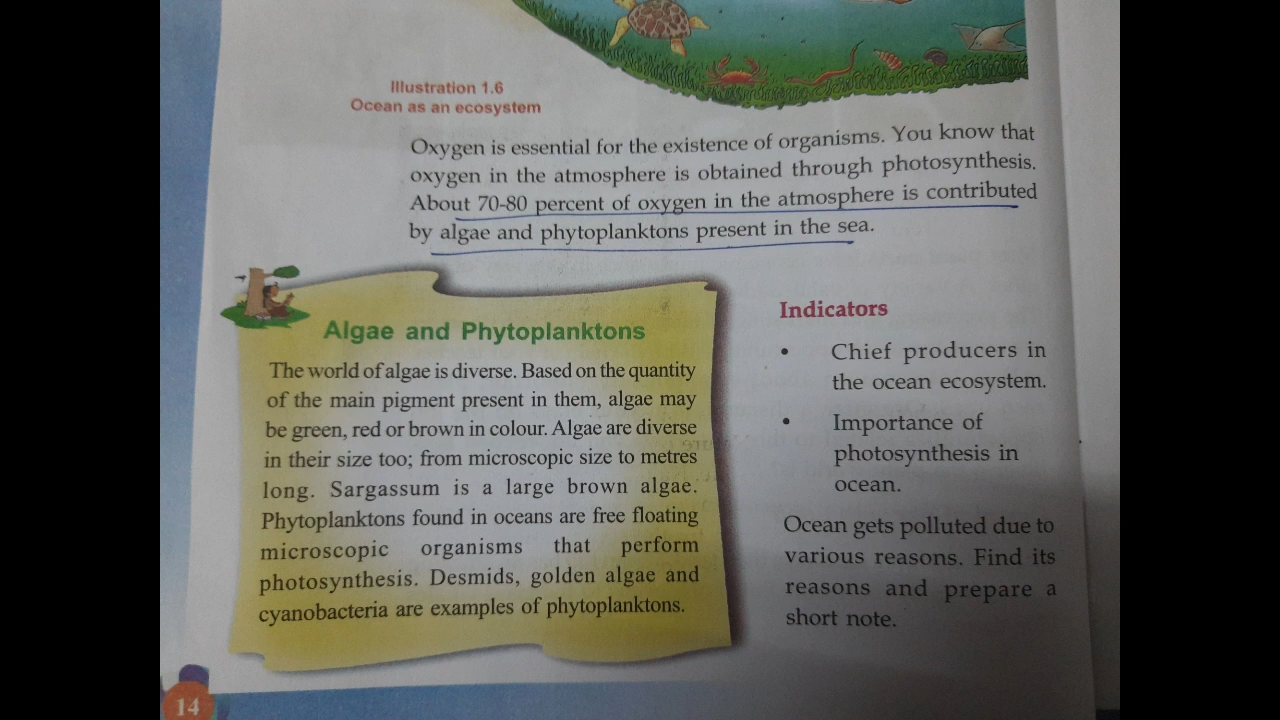 Illustration 1.6
Ocean as an ecosystem
Oxygen is essential for the existence of organisms. You know that
oxygen in the atmosphere is obtained through photosynthesis.
About 70-80 percent of oxygen in the atmosphere is contributed
by algae and phytoplanktons present in the sea.
Algae and Phytoplanktons
The world of algae is diverse. Based on the quantity
of the main pigment present in them, algae may
be green, red or brown in colour. Algae are diverse
in their size too; from microscopic size to metres
long. Sargassum is a large brown algae.
Phytoplanktons found in oceans are free floating
microscopic organisms that perform
photosynthesis. Desmids, golden algae and
cyanobacteria are examples of phytoplanktons.
Indicators
• Chief producers in
the ocean ecosystem.
• Importance of
photosynthesis in
ocean.
Ocean gets polluted due to
various reasons. Find its
reasons and prepare a
short note.
14